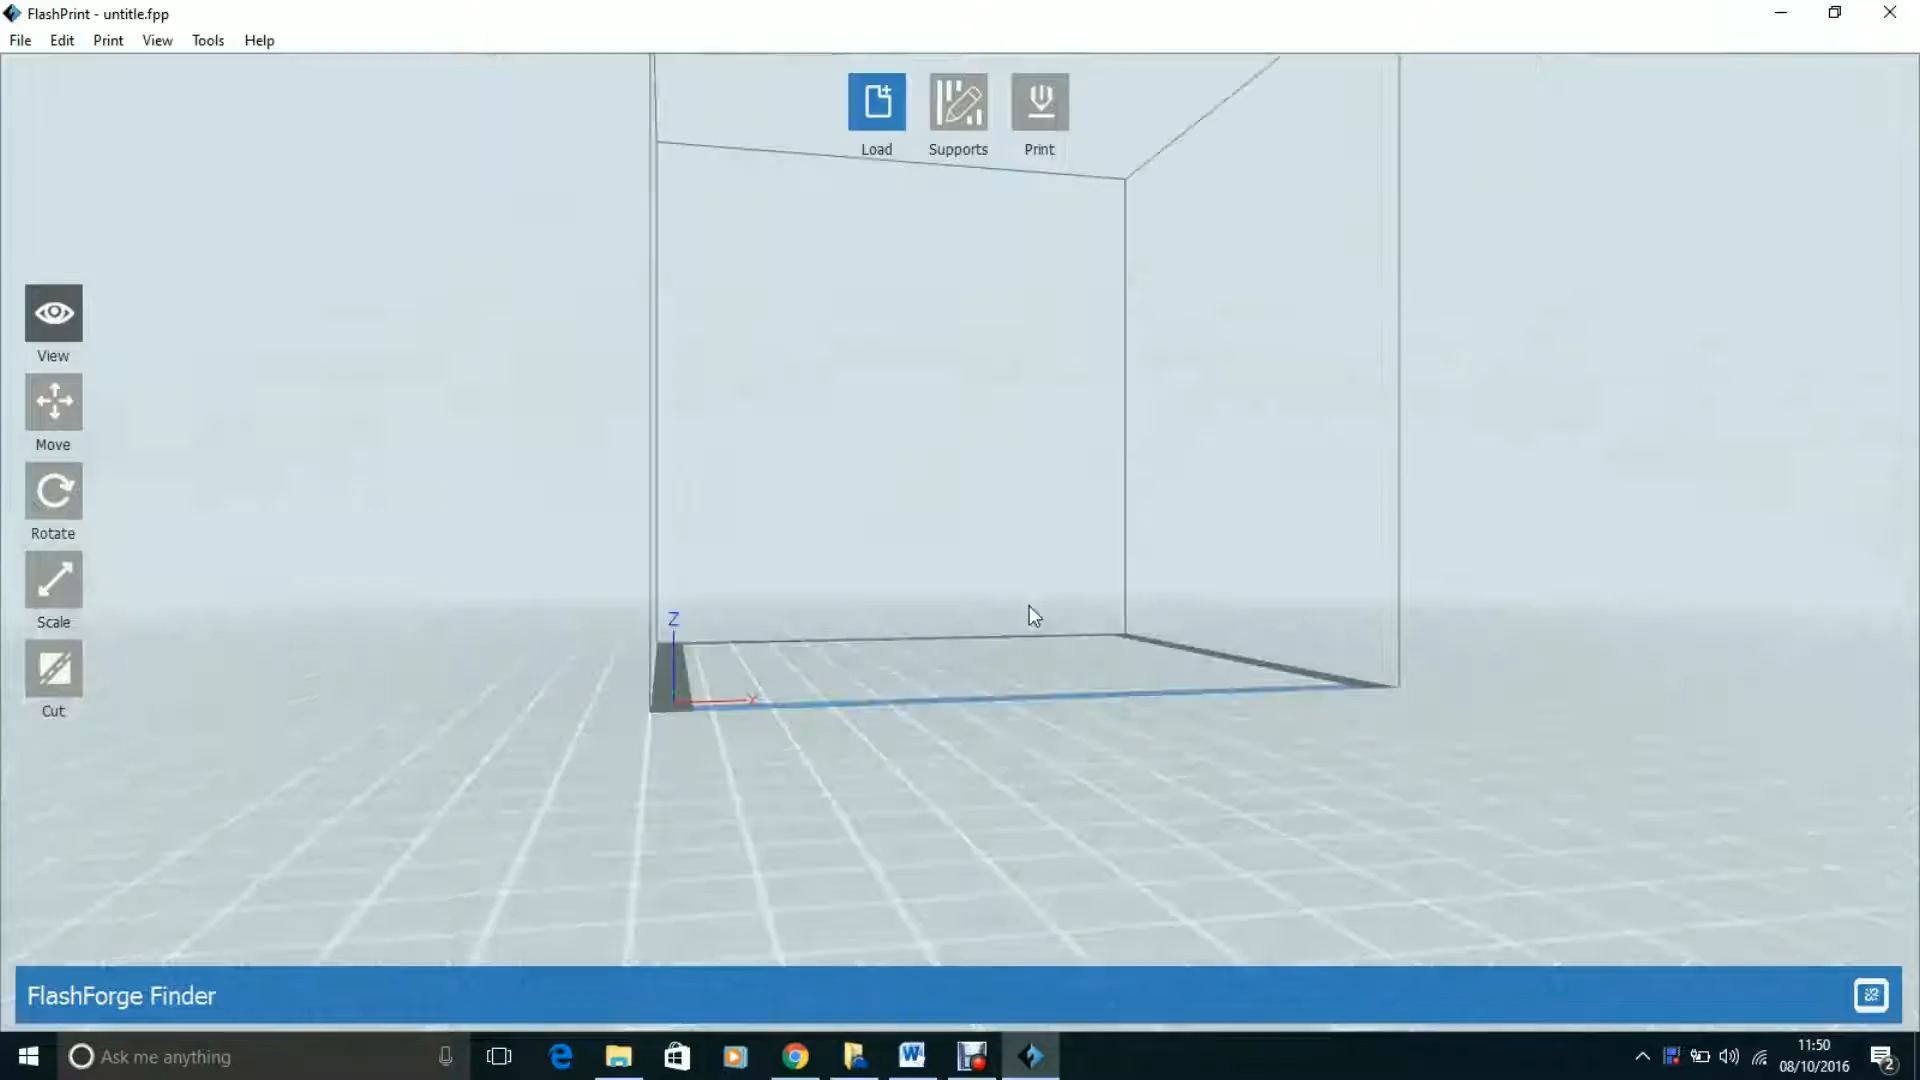 FlashPrint - untitle.fpp
File Edit Print View Tools Help
Load Supports Print
View
Move
Rotate
Scale
Cut
Z
X
FlashForge Finder
Ask me anything
11:50
08/10/2016
2